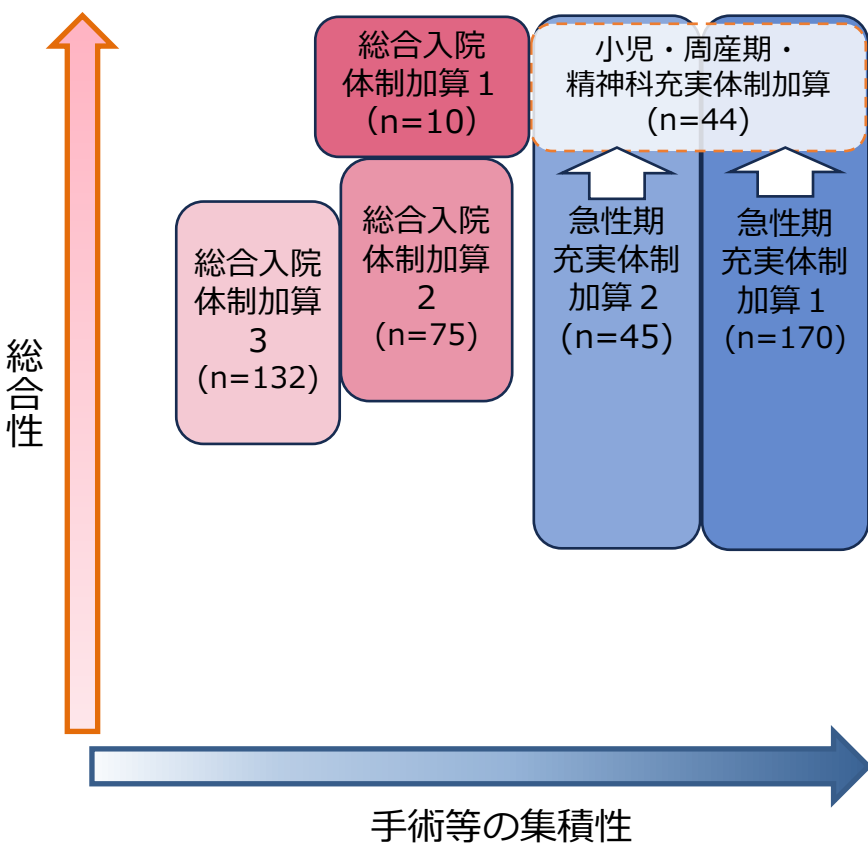 総合入院
体制加算１
(n=10)
小児・周産期・
精神科充実体制加算
(n=44)
総合入院
体制加算
3
(n=132)
総合入院
体制加算
2
(n=75)
急性期
充実体制
加算２
(n=45)
急性期
充実体制
加算１
(n=170)
総合性
手術等の集積性